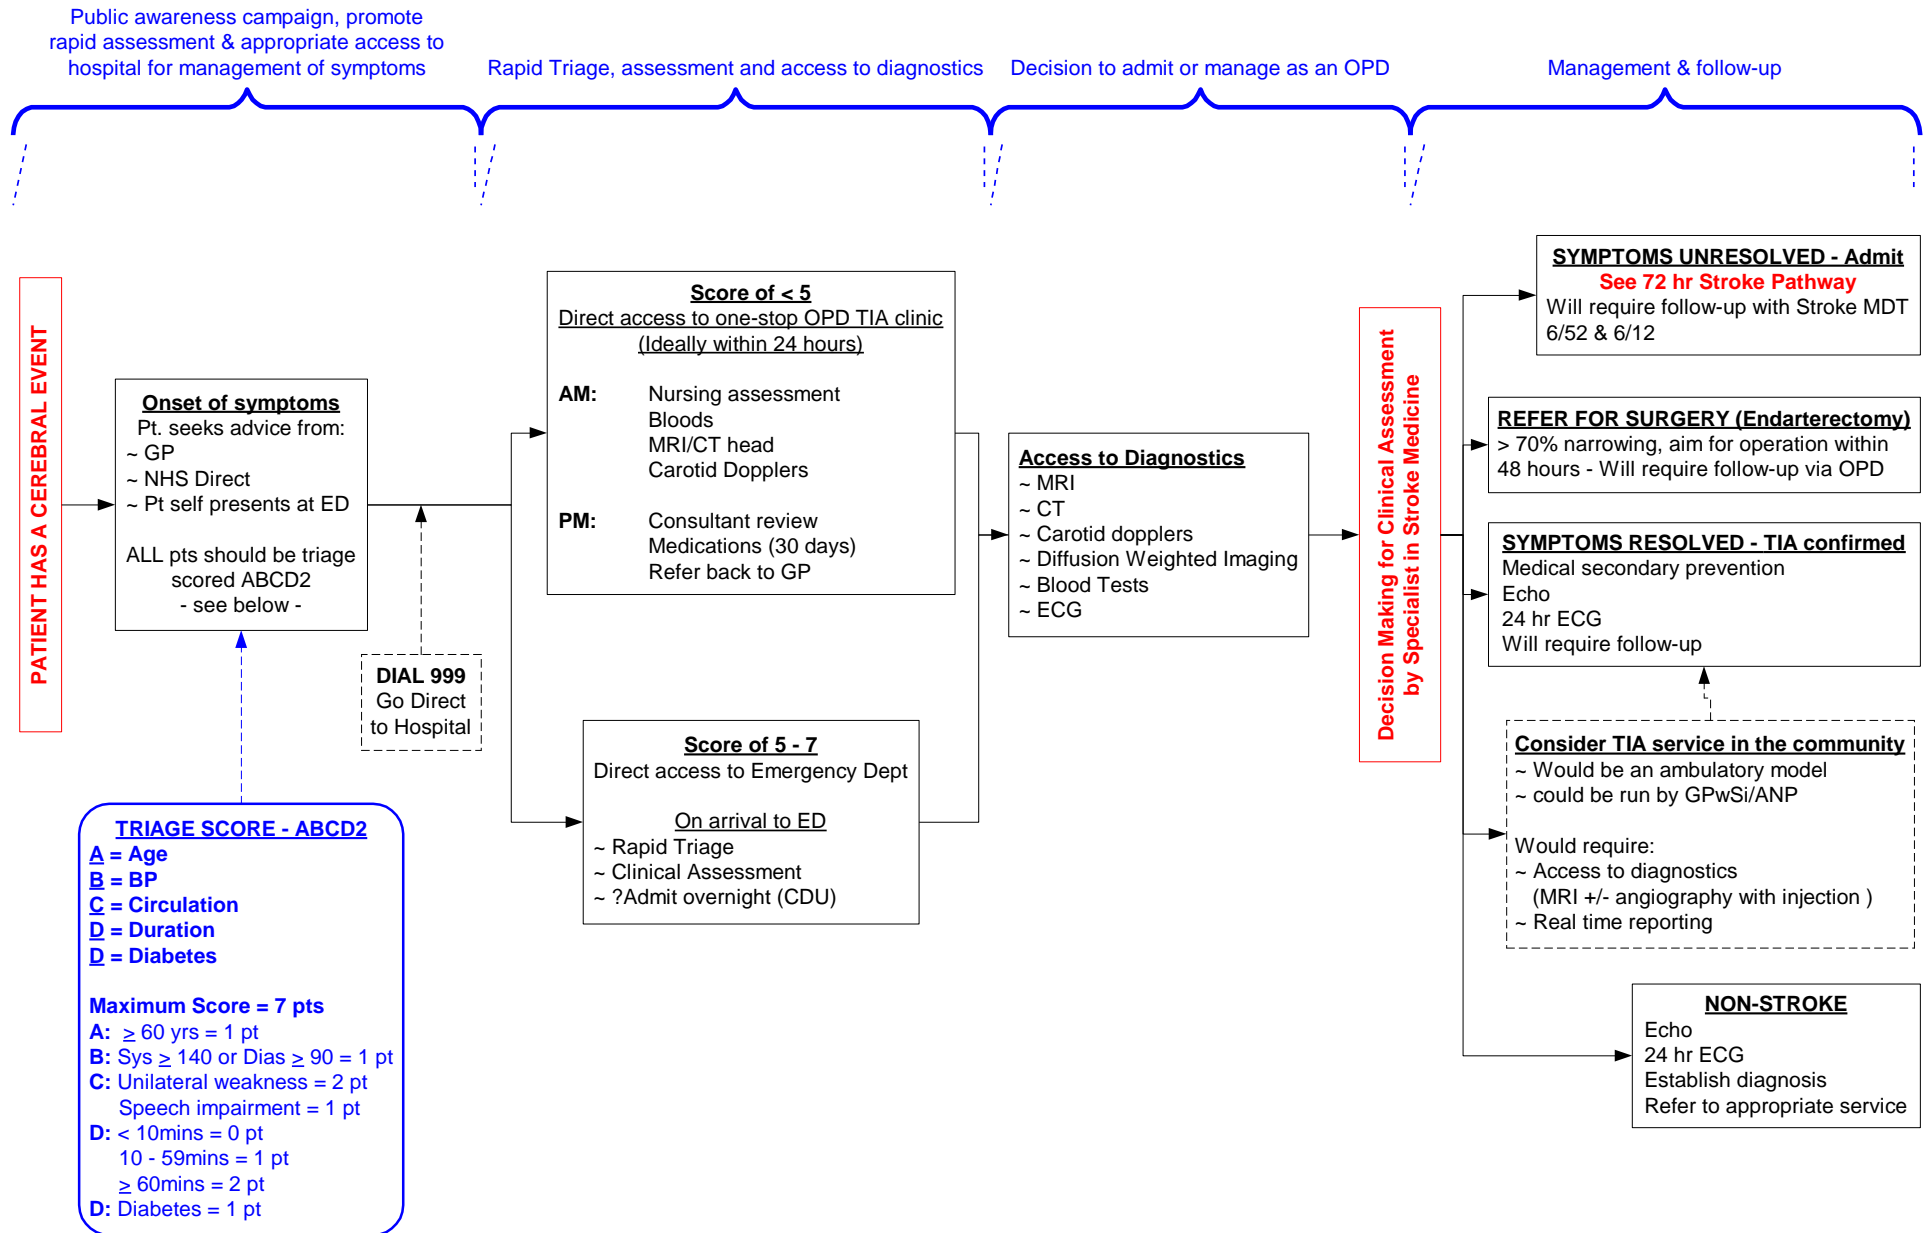 Public awareness campaign, promote
rapid assessment & appropriate access to
hospital for management of symptoms
Rapid Triage, assessment and access to diagnostics
Decision to admit or manage as an OPD
Management & follow-up
PATIENT HAS A CEREBRAL EVENT
Onset of symptoms
Pt. seeks advice from:
~ GP
~ NHS Direct
~ Pt self presents at ED
ALL pts should be triage
scored ABCD2
- see below -
DIAL 999
Go Direct
to Hospital
TRIAGE SCORE - ABCD2
A = Age
B = BP
C = Circulation
D = Duration
D = Diabetes
Maximum Score = 7 pts
A: ≥ 60 yrs = 1 pt
B: Sys ≥ 140 or Dias ≥ 90 = 1 pt
C: Unilateral weakness = 2 pt
Speech impairment = 1 pt
D: < 10mins = 0 pt
10 - 59mins = 1 pt
≥ 60mins = 2 pt
D: Diabetes = 1 pt
Score of < 5
Direct access to one-stop OPD TIA clinic
(Ideally within 24 hours)
AM: Nursing assessment
Bloods
MRI/CT head
Carotid Dopplers
PM: Consultant review
Medications (30 days)
Refer back to GP
Score of 5 - 7
Direct access to Emergency Dept
On arrival to ED
~ Rapid Triage
~ Clinical Assessment
~ ?Admit overnight (CDU)
Access to Diagnostics
~ MRI
~ CT
~ Carotid dopplers
~ Diffusion Weighted Imaging
~ Blood Tests
~ ECG
Decision Making for Clinical Assessment
by Specialist in Stroke Medicine
SYMPTOMS UNRESOLVED - Admit
See 72 hr Stroke Pathway
Will require follow-up with Stroke MDT
6/52 & 6/12
REFER FOR SURGERY (Endarterectomy)
> 70% narrowing, aim for operation within
48 hours - Will require follow-up via OPD
SYMPTOMS RESOLVED - TIA confirmed
Medical secondary prevention
Echo
24 hr ECG
Will require follow-up
Consider TIA service in the community
~ Would be an ambulatory model
~ could be run by GPwSi/ANP
Would require:
~ Access to diagnostics
(MRI +/- angiography with injection )
~ Real time reporting
NON-STROKE
Echo
24 hr ECG
Establish diagnosis
Refer to appropriate service